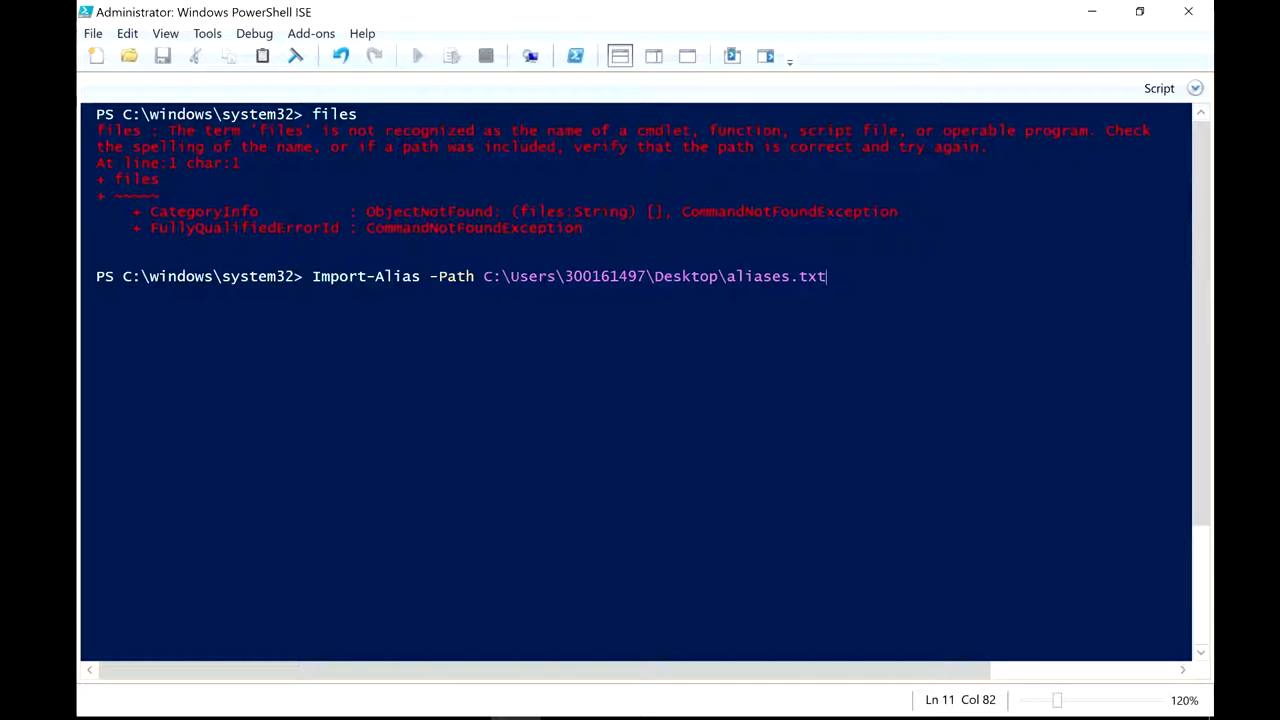 Administrator: Windows PowerShell ISE
File Edit View Tools Debug Add-ons Help
Script
PS C:\windows\system32> files
files : The term 'files' is not recognized as the name of a cmdlet, function, script file, or operable program. Check
the spelling of the name, or if a path was included, verify that the path is correct and try again.
At line:1 char:1
+ files
+ ~~~~~
+ CategoryInfo : ObjectNotFound: (files:String) [], CommandNotFoundException
+ FullyQualifiedErrorId : CommandNotFoundException
PS C:\windows\system32> Import-Alias -Path C:\Users\300161497\Desktop\aliases.txt
Ln 11 Col 82
120%